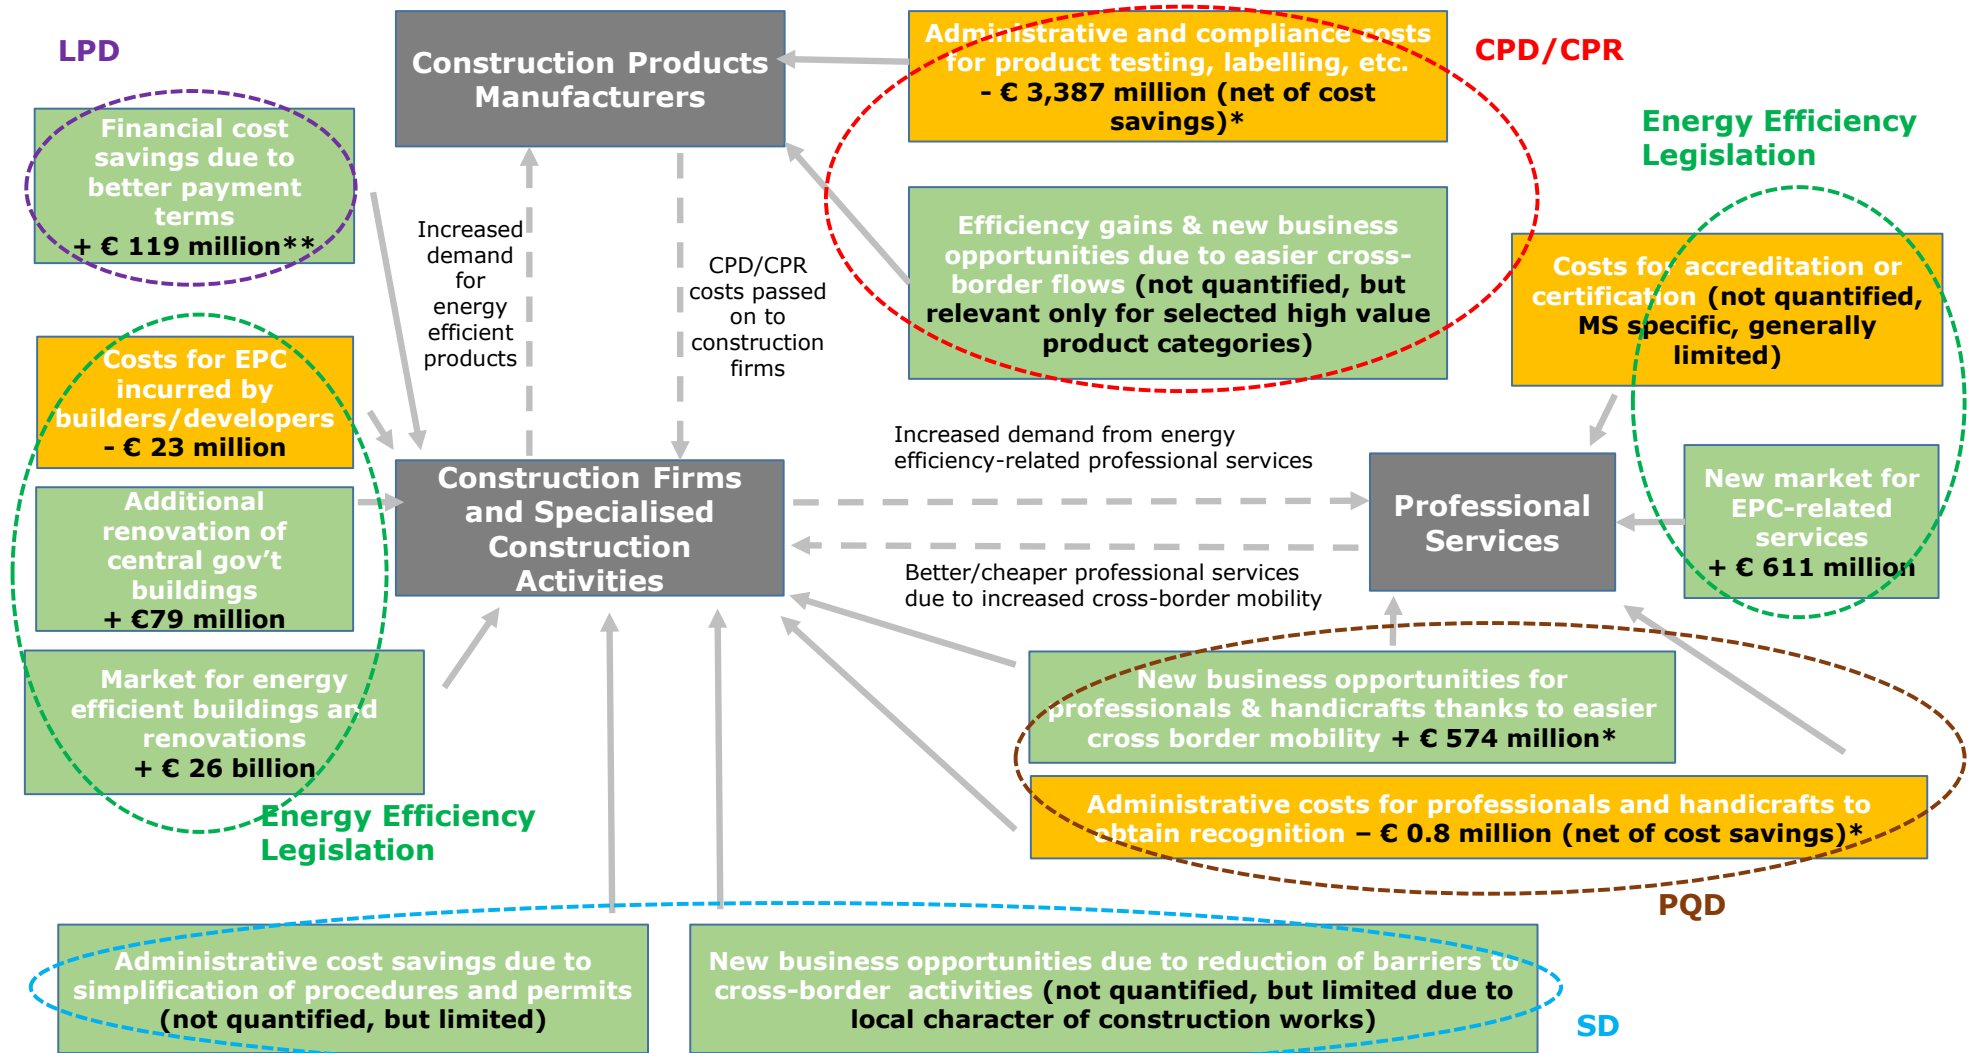 LPD
Construction Products
Manufacturers
Administrative and compliance costs
for product testing, labelling, etc.
- € 3,387 million (net of cost
savings)*
CPD/CPR
Financial cost
savings due to
better payment
terms
+ € 119 million**
Energy Efficiency
Legislation
Increased
demand
for
energy
efficient
products
CPD/CPR
costs passed
on to
construction
firms
Efficiency gains & new business
opportunities due to easier cross-
border flows (not quantified, but
relevant only for selected high value
product categories)
Costs for accreditation or
certification (not quantified,
MS specific, generally
limited)
Costs for EPC
incurred by
builders/developers
- € 23 million
Additional
renovation of
central gov’t
buildings
+ €79 million
Market for energy
efficient buildings and
renovations
+ € 26 billion
Energy Efficiency
Legislation
Construction Firms
and Specialised
Construction
Activities
Increased demand from energy
efficiency-related professional services
Better/cheaper professional services
due to increased cross-border mobility
Professional
Services
New market for
EPC-related
services
+ € 611 million
New business opportunities for
professionals & handicrafts thanks to easier
cross border mobility + € 574 million*
Administrative costs for professionals and handicrafts to
obtain recognition – € 0.8 million (net of cost savings)*
PQD
Administrative cost savings due to
simplification of procedures and permits
(not quantified, but limited)
New business opportunities due to reduction of barriers to
cross-border activities (not quantified, but limited due to
local character of construction works)
SD